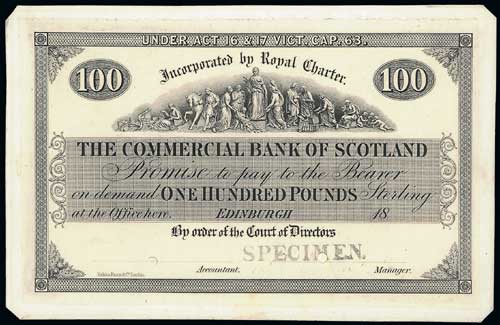 UNDER ACT 16 & 17 VICT. CAP. 63.
Incorporated by Royal Charter.
100 100
THE COMMERCIAL BANK OF SCOTLAND
Promise to pay to the Bearer
on demand ONE HUNDRED POUNDS Sterling
at the Office here. EDINBURGH 18
By order of the Court of Directors
SPECIMEN
Accountant. Manager.